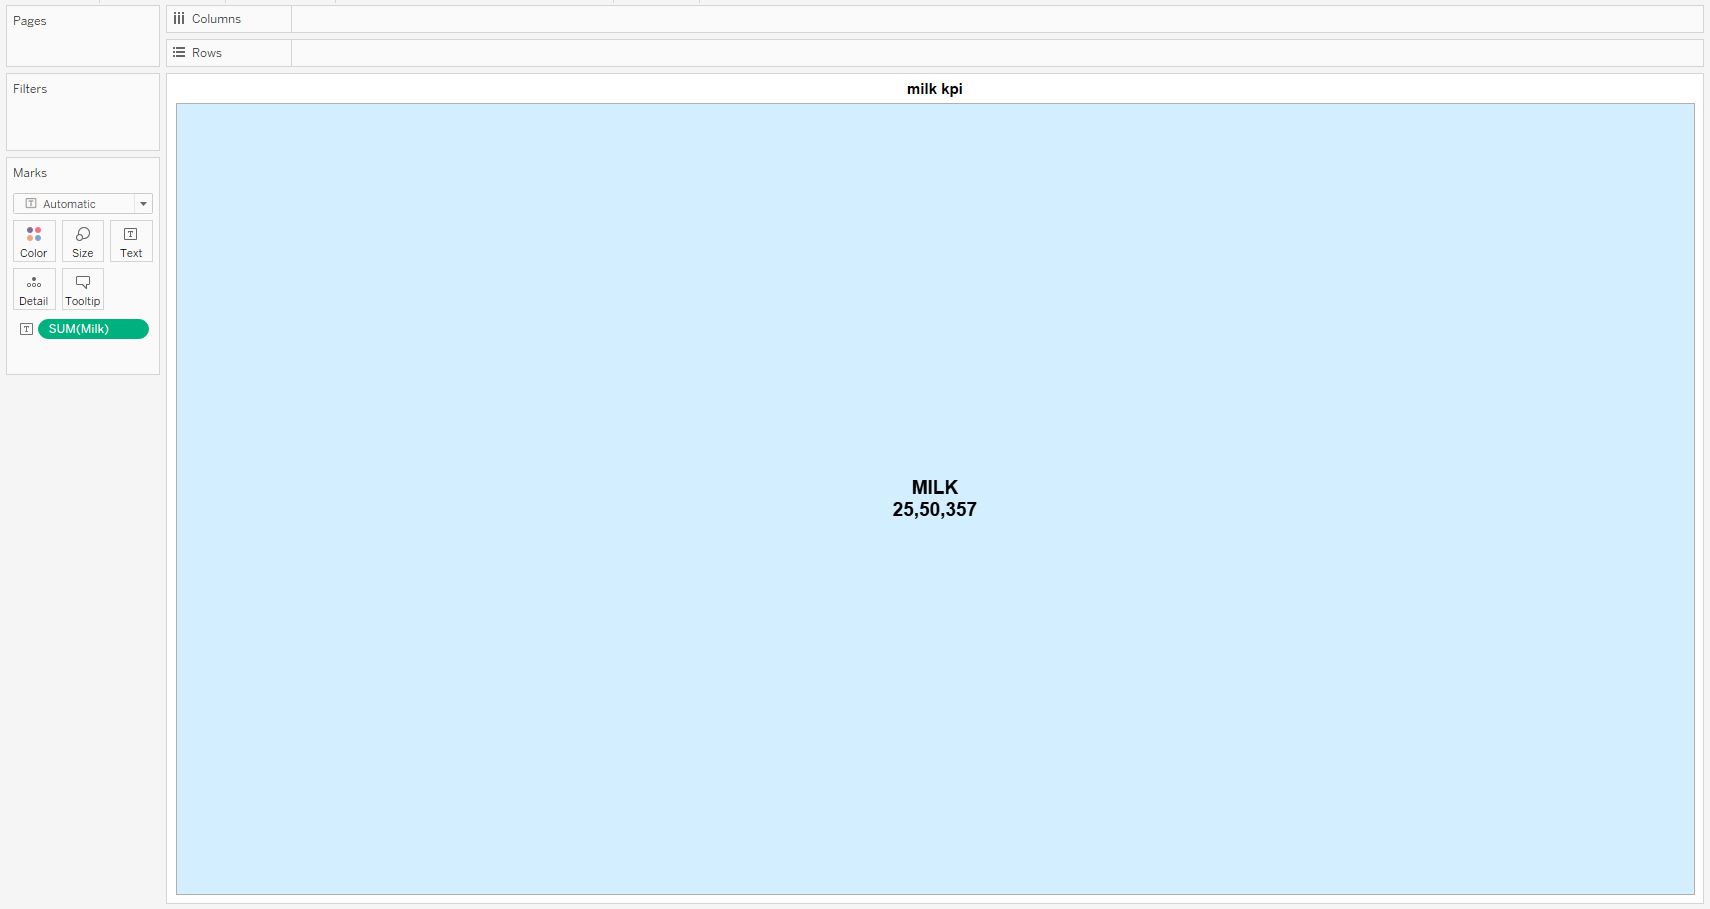 Pages
Columns
Rows
Filters
milk kpi
Marks
Automatic
Color
Size
Text
Detail
Tooltip
SUM(Milk)
MILK
25,50,357